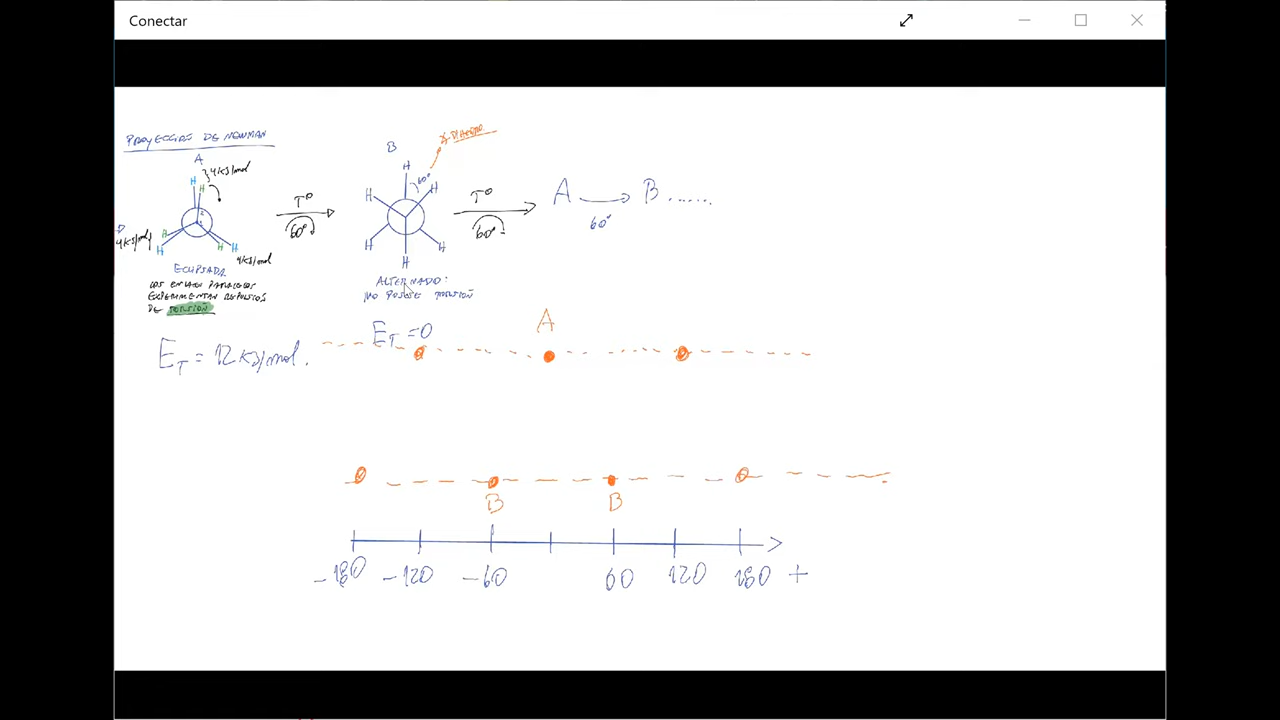 Conectar
PROYECCIÓN DE NEWMAN
A
4KJ/mol
H
H
H
H
H
H
4KJ/mol
4KJ/mol
ECLIPSADA
LOS ENLACES PARALELOS
EXPERIMENTAN REPULSIÓN
DE TORSIÓN
T°
60°
B
H
60°
H
H
H
H
H
ALTERNADO:
NO POSEE TORSIÓN
T°
60°
A → B ......
60°
E_T = 12 KJ/mol.
E_T = 0
A
B
B
-180 -120 -60 60 120 180 +